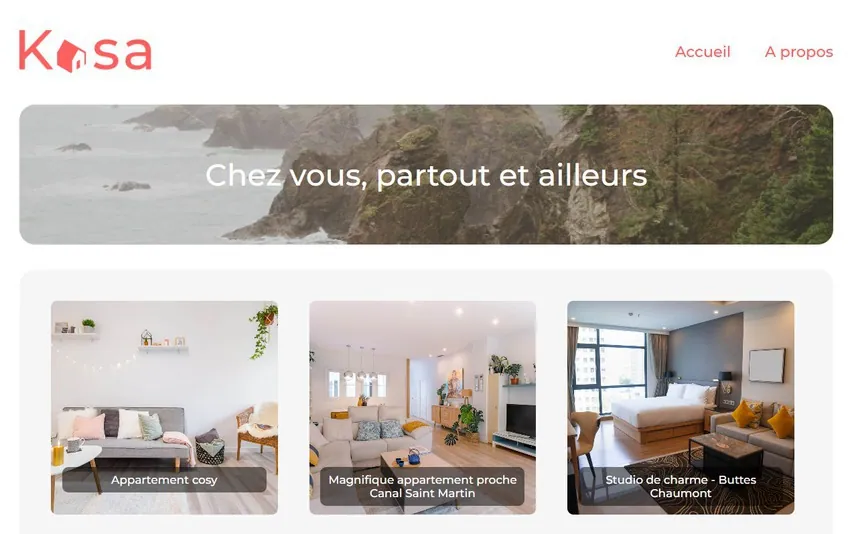 Kasa
Accueil
A propos
Chez vous, partout et ailleurs
Appartement cosy
Magnifique appartement proche
Canal Saint Martin
Studio de charme - Buttes
Chaumont